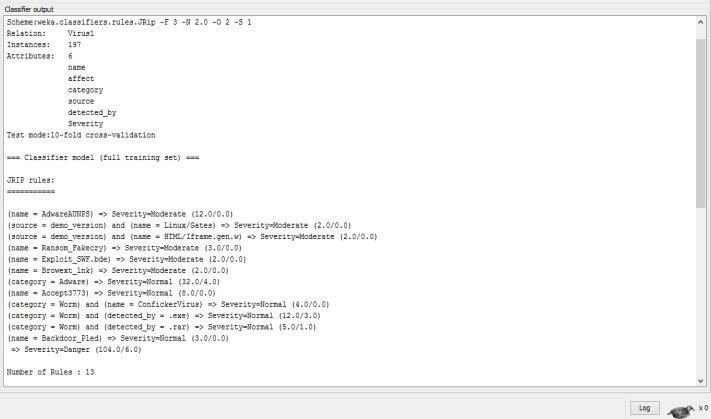 Classifier output
Scheme:weka.classifiers.rules.JRip -F 3 -N 2.0 -O 2 -S 1
Relation: Virus1
Instances: 197
Attributes: 6
name
affect
category
source
detected_by
Severity
Test mode:10-fold cross-validation
=== Classifier model (full training set) ===
JRIP rules:
===========
(name = AdwareAUNPS) => Severity=Moderate (12.0/0.0)
(source = demo_version) and (name = Linux/Gates) => Severity=Moderate (2.0/0.0)
(source = demo_version) and (name = HTML/Iframe.gen.w) => Severity=Moderate (2.0/0.0)
(name = Ransom_Fakecry) => Severity=Moderate (3.0/0.0)
(name = Exploit_SWF.bde) => Severity=Moderate (2.0/0.0)
(name = Browext_lnk) => Severity=Moderate (2.0/0.0)
(category = Adware) => Severity=Normal (32.0/4.0)
(name = Accept3773) => Severity=Normal (8.0/0.0)
(category = Worm) and (name = ConfickerVirus) => Severity=Normal (4.0/0.0)
(category = Worm) and (detected_by = .exe) => Severity=Normal (12.0/3.0)
(category = Worm) and (detected_by = .rar) => Severity=Normal (5.0/1.0)
(name = Backdoor_Pled) => Severity=Normal (3.0/0.0)
=> Severity=Danger (104.0/6.0)
Number of Rules : 13
Log x 0